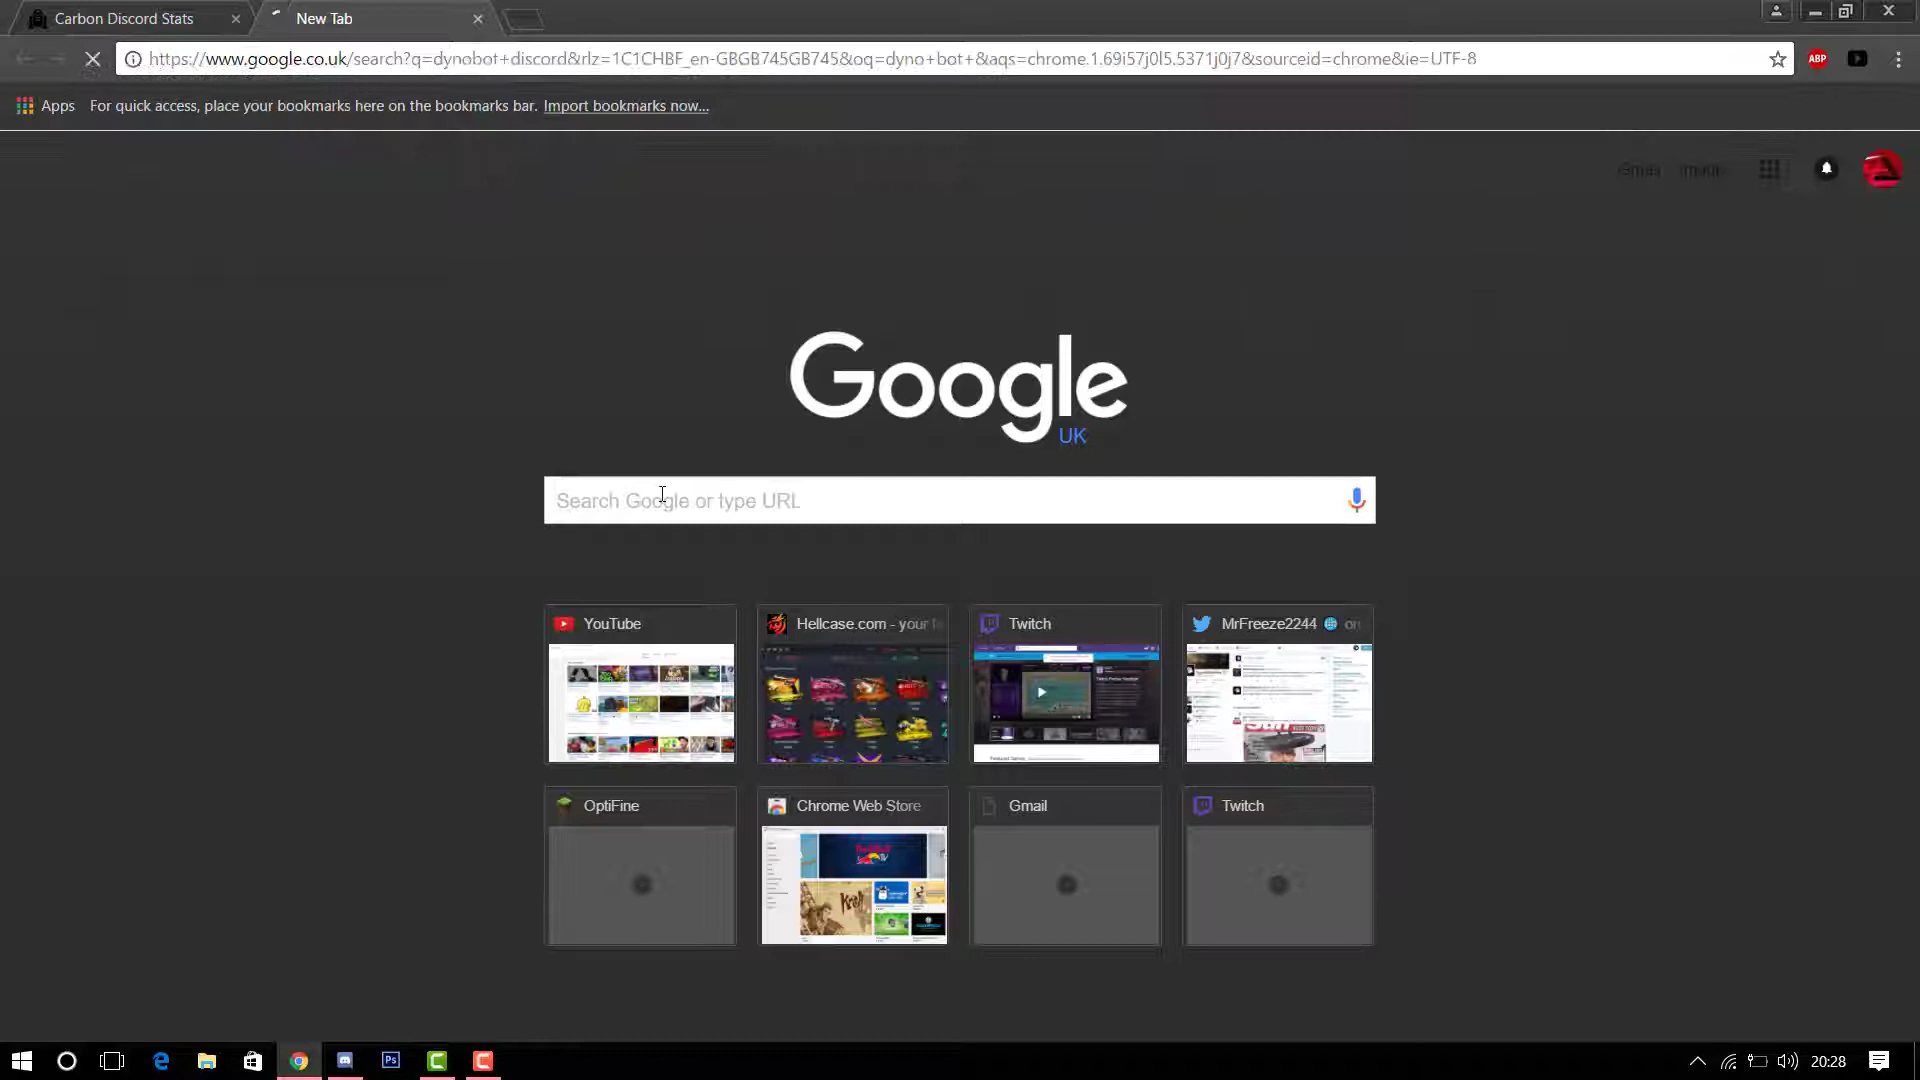 Carbon Discord Stats
New Tab
https://www.google.co.uk/search?q=dynobot+discord&rlz=1C1CHBF_en-GBGB745GB745&oq=dyno+bot+&aqs=chrome.1.69i57j0l5.5371j0j7&sourceid=chrome&ie=UTF-8
ABP
Apps
For quick access, place your bookmarks here on the bookmarks bar. Import bookmarks now...
Gmail
Google
UK
Search Google or type URL
YouTube
Hellcase.com - your
Twitch
MrFreeze2244
on
OptiFine
Chrome Web Store
Gmail
Twitch
Ps
20:28